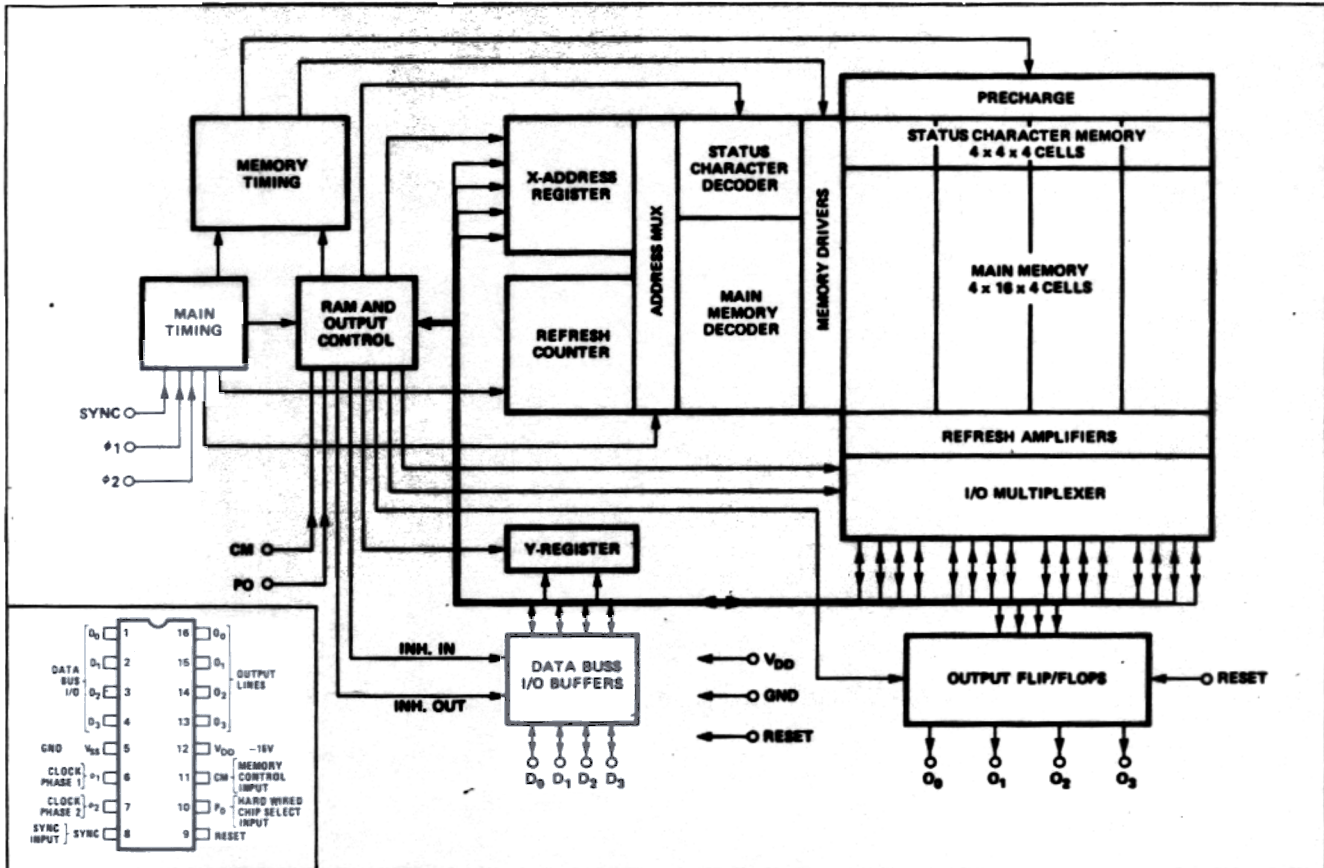 PRECHARGE
STATUS CHARACTER MEMORY
4 x 4 x 4 CELLS
MEMORY
TIMING
X-ADDRESS
REGISTER
ADDRESS MUX
STATUS
CHARACTER
DECODER
MEMORY DRIVERS
MAIN MEMORY
4 x 16 x 4 CELLS
MAIN
TIMING
RAM AND
OUTPUT
CONTROL
REFRESH
COUNTER
MAIN
MEMORY
DECODER
SYNC
φ1
φ2
REFRESH AMPLIFIERS
I/O MULTIPLEXER
CM
PO
Y-REGISTER
INH. IN
INH. OUT
DATA BUSS
I/O BUFFERS
VDD
GND
RESET
OUTPUT FLIP/FLOPS
RESET
D0 D1 D2 D3
O0 O1 O2 O3
DATA
BUS
I/O
D0 1
D1 2
D2 3
D3 4
GND VSS 5
CLOCK
PHASE 1
φ1 6
CLOCK
PHASE 2
φ2 7
SYNC
INPUT
SYNC 8
16 O0
15 O1
14 O2
13 O3
OUTPUT
LINES
12 VDD -15V
11 CM
MEMORY
CONTROL
INPUT
10 P0
HARD WIRED
CHIP SELECT
INPUT
9 RESET